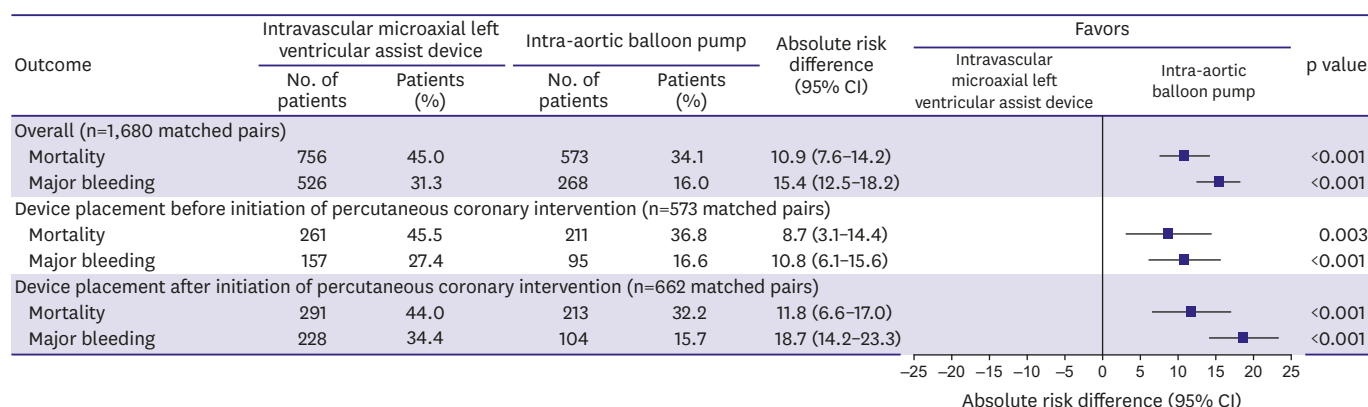 Outcome
Intravascular microaxial left
ventricular assist device
Intra-aortic balloon pump
Absolute risk
difference
(95% CI)
Favors
p value
No. of
patients
Patients
(%)
No. of
patients
Patients
(%)
Intravascular
microaxial left
ventricular assist device
Intra-aortic
balloon pump
Overall (n=1,680 matched pairs)
Mortality 756 45.0 573 34.1 10.9 (7.6–14.2) <0.001
Major bleeding 526 31.3 268 16.0 15.4 (12.5–18.2) <0.001
Device placement before initiation of percutaneous coronary intervention (n=573 matched pairs)
Mortality 261 45.5 211 36.8 8.7 (3.1–14.4) 0.003
Major bleeding 157 27.4 95 16.6 10.8 (6.1–15.6) <0.001
Device placement after initiation of percutaneous coronary intervention (n=662 matched pairs)
Mortality 291 44.0 213 32.2 11.8 (6.6–17.0) <0.001
Major bleeding 228 34.4 104 15.7 18.7 (14.2–23.3) <0.001
–25 –20 –15 –10 –5 0 5 10 15 20 25
Absolute risk difference (95% CI)